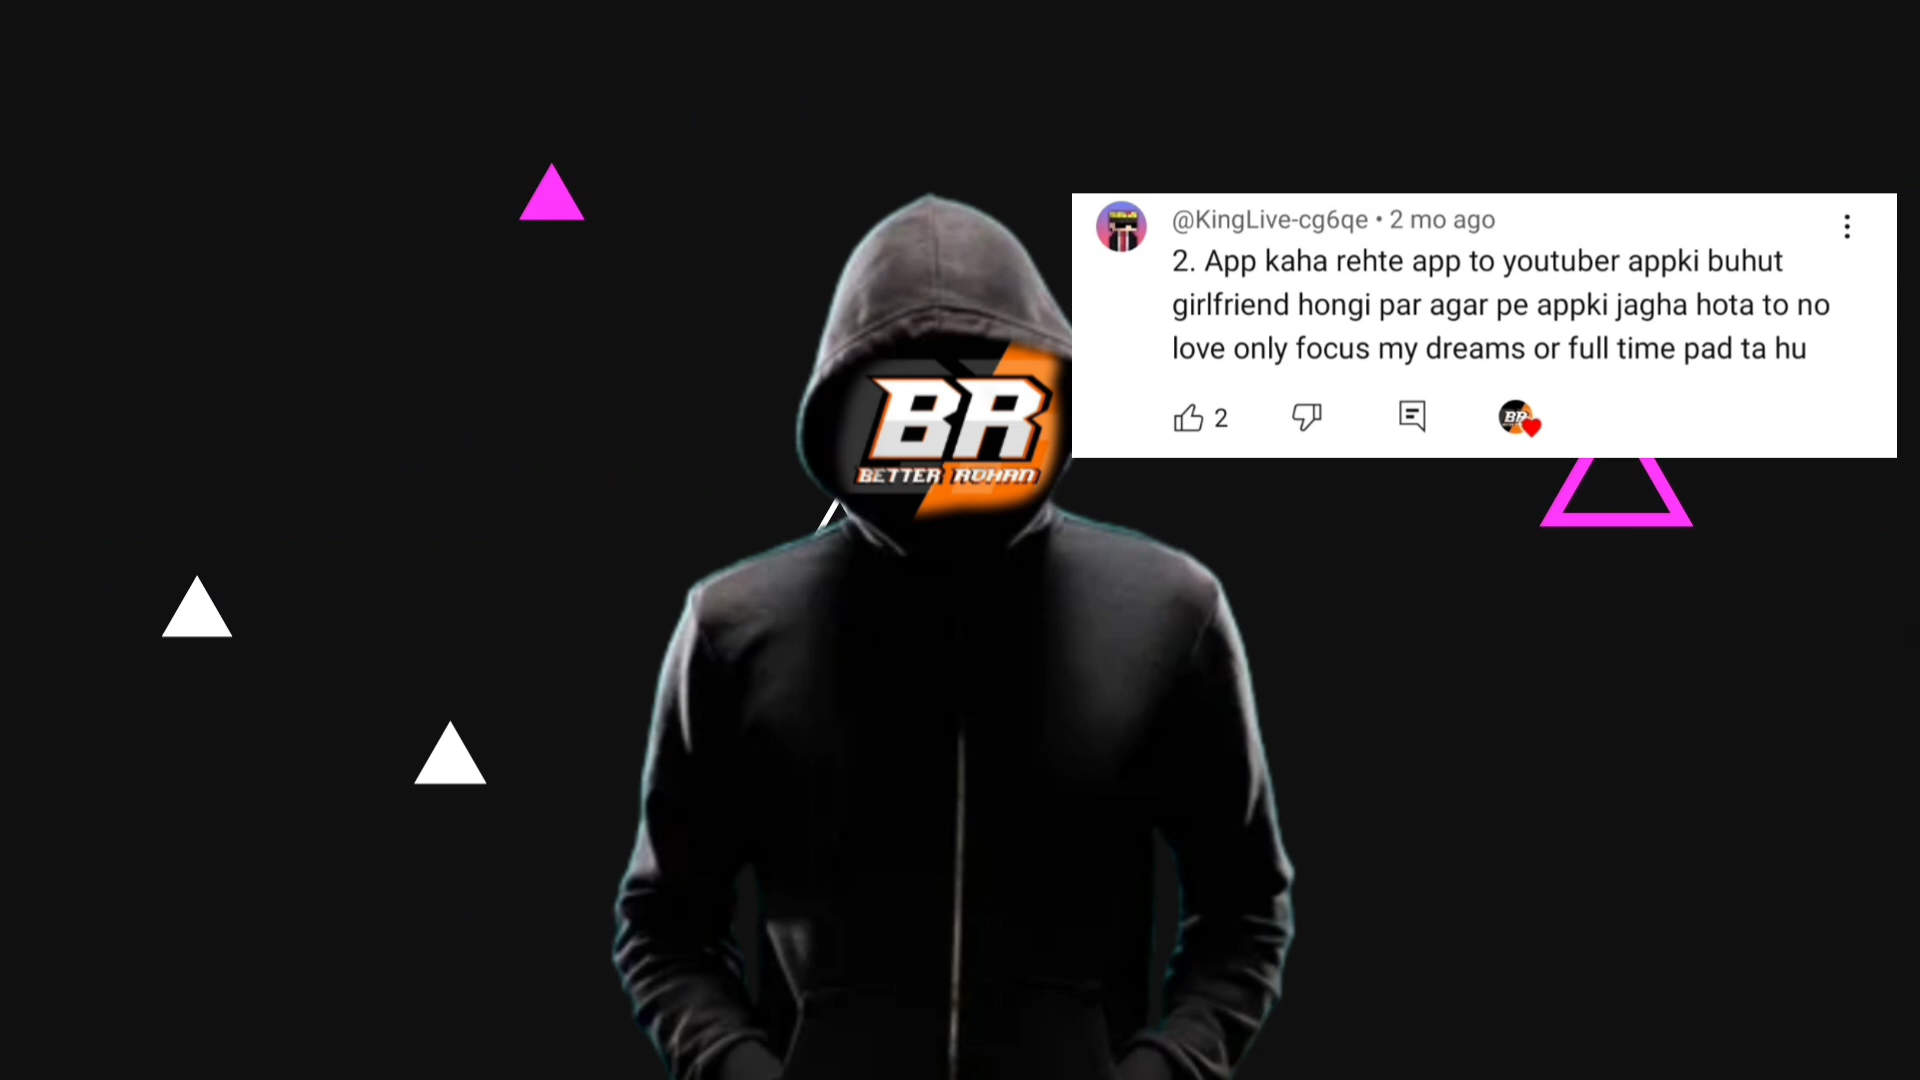 @KingLive-cg6qe • 2 mo ago
2. App kaha rehte app to youtuber appki buhut
girlfriend hongi par agar pe appki jagha hota to no
love only focus my dreams or full time pad ta hu
2
BR
BR
BETTER ROHAN